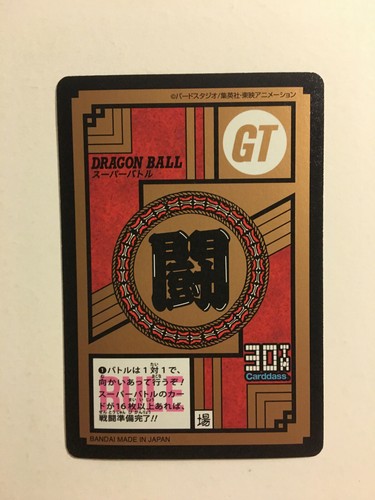 ©バードスタジオ/集英社・東映アニメーション
GT
DRAGON BALL
スーパーバトル
闘
30TH
Carddass
❶バトルは1対1で、
向かいあって行うぞ!
スーパーバトルのカー
ドが16枚以上あれば、
戦闘準備完了!!
RULE
場
BANDAI MADE IN JAPAN